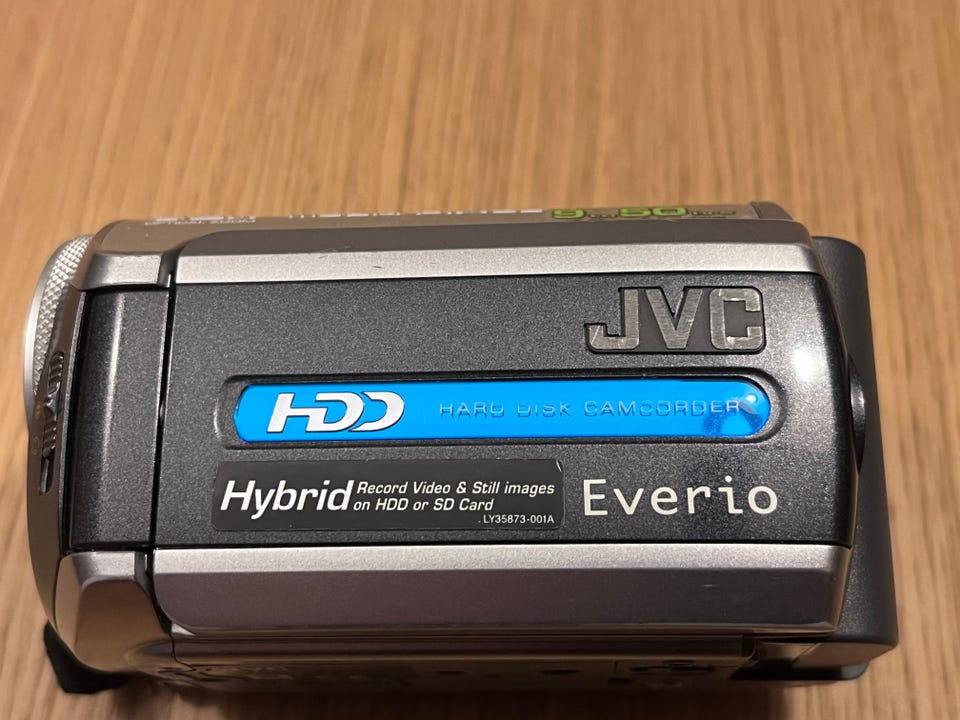 JVC
HDD HARD DISK CAMCORDER
Hybrid Record Video & Still images
on HDD or SD Card
LY35873-001A
Everio